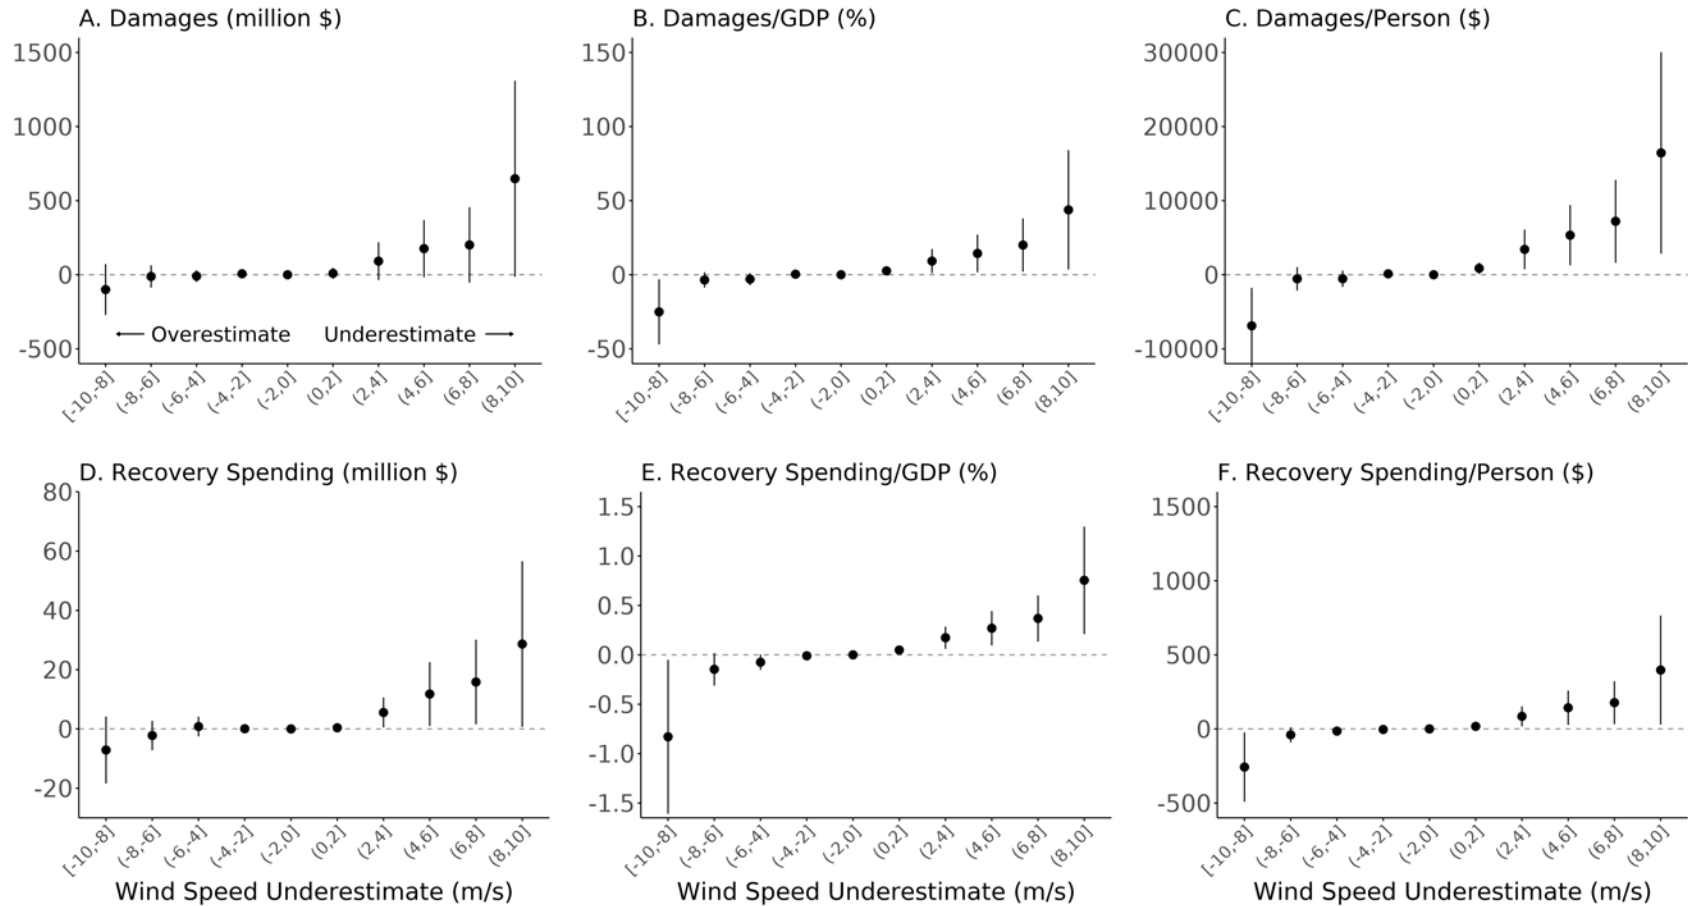 A. Damages (million $)
1500
1000
500
0
-500
← Overestimate Underestimate →
[-10,-8] (-8,-6] (-6,-4] (-4,-2] (-2,0] (0,2] (2,4] (4,6] (6,8] (8,10]
B. Damages/GDP (%)
150
100
50
0
-50
[-10,-8] (-8,-6] (-6,-4] (-4,-2] (-2,0] (0,2] (2,4] (4,6] (6,8] (8,10]
C. Damages/Person ($)
30000
20000
10000
0
-10000
[-10,-8] (-8,-6] (-6,-4] (-4,-2] (-2,0] (0,2] (2,4] (4,6] (6,8] (8,10]
D. Recovery Spending (million $)
80
60
40
20
0
-20
[-10,-8] (-8,-6] (-6,-4] (-4,-2] (-2,0] (0,2] (2,4] (4,6] (6,8] (8,10]
Wind Speed Underestimate (m/s)
E. Recovery Spending/GDP (%)
1.5
1.0
0.5
0.0
-0.5
-1.0
-1.5
[-10,-8] (-8,-6] (-6,-4] (-4,-2] (-2,0] (0,2] (2,4] (4,6] (6,8] (8,10]
Wind Speed Underestimate (m/s)
F. Recovery Spending/Person ($)
1500
1000
500
0
-500
[-10,-8] (-8,-6] (-6,-4] (-4,-2] (-2,0] (0,2] (2,4] (4,6] (6,8] (8,10]
Wind Speed Underestimate (m/s)